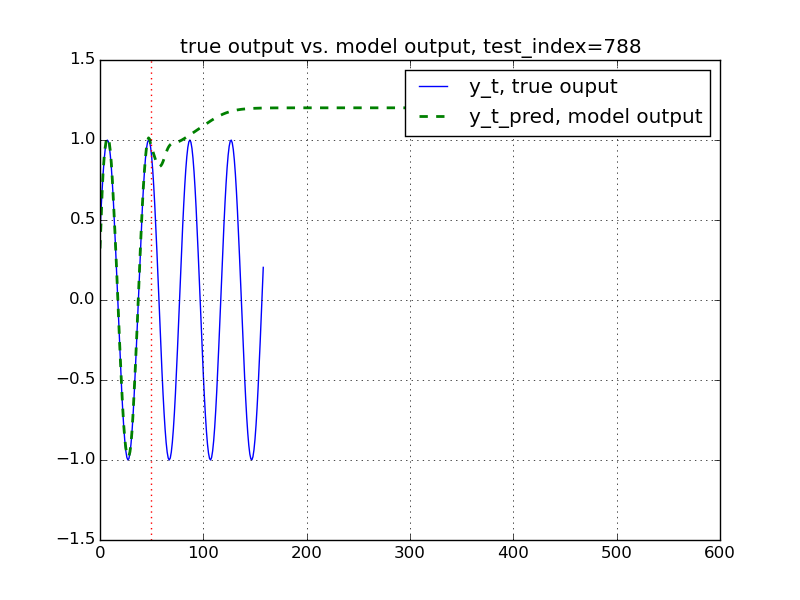 true output vs. model output, test_index=788
y_t, true ouput
y_t_pred, model output
1.5
1.0
0.5
0.0
−0.5
−1.0
−1.5
0 100 200 300 400 500 600